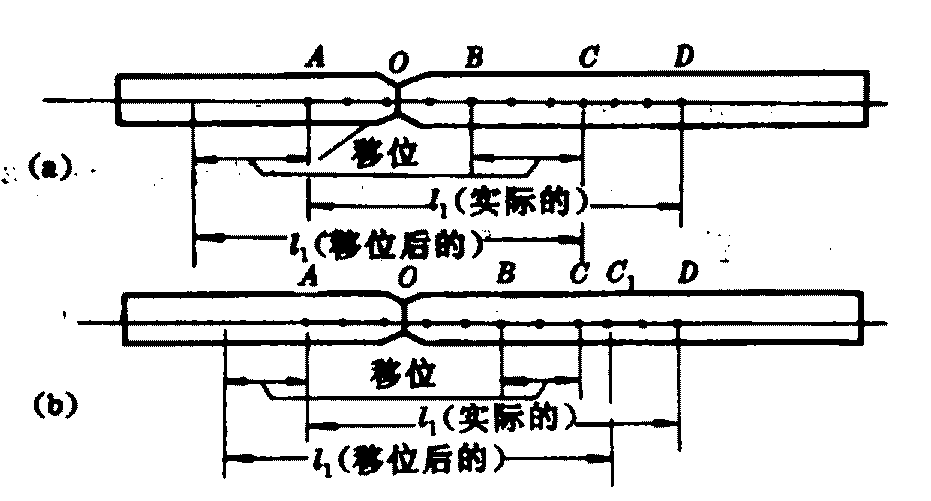 A O B C D
移位
(a)
l₁(实际的)
l₁(移位后的)
A O B C C₁ D
移位
(b)
l₁(实际的)
l₁(移位后的)